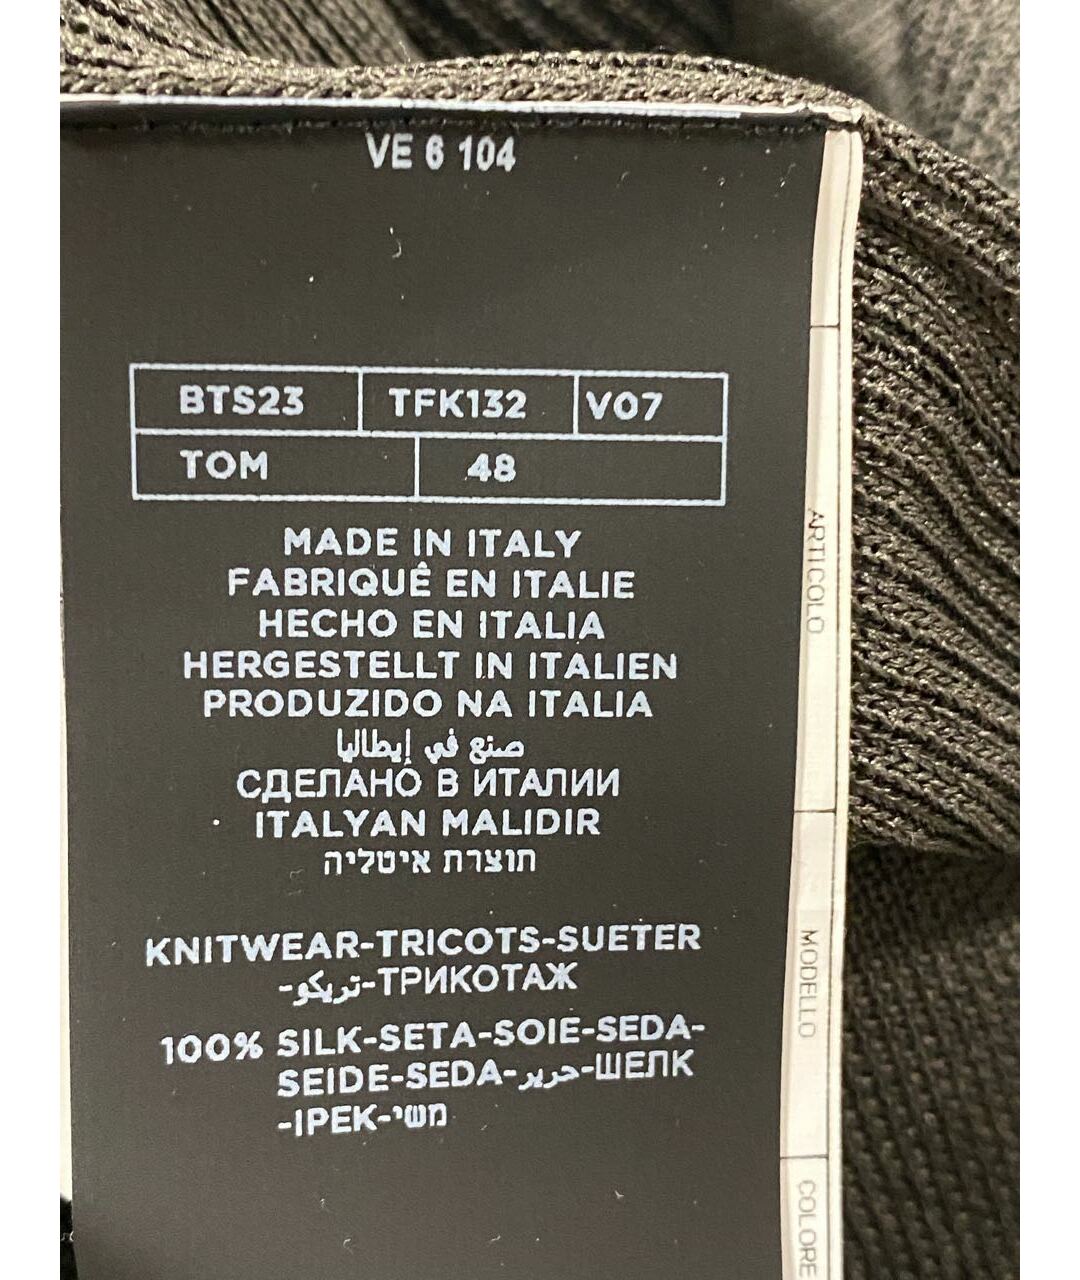 VE 6 104
BTS23 TFK132 V07
TOM 48
MADE IN ITALY
FABRIQUÊ EN ITALIE
HECHO EN ITALIA
HERGESTELLT IN ITALIEN
PRODUZIDO NA ITALIA
صنع في إيطاليا
СДЕЛАНО В ИТАЛИИ
ITALYAN MALIDIR
תוצרת איטליה
KNITWEAR-TRICOTS-SUETER
-تريكو-ТРИКОТАЖ
100% SILK-SETA-SOIE-SEDA-
SEIDE-SEDA-حرير-ШЕЛК
-IPEK-משי
ARTICOLO
MODELLO
COLORE